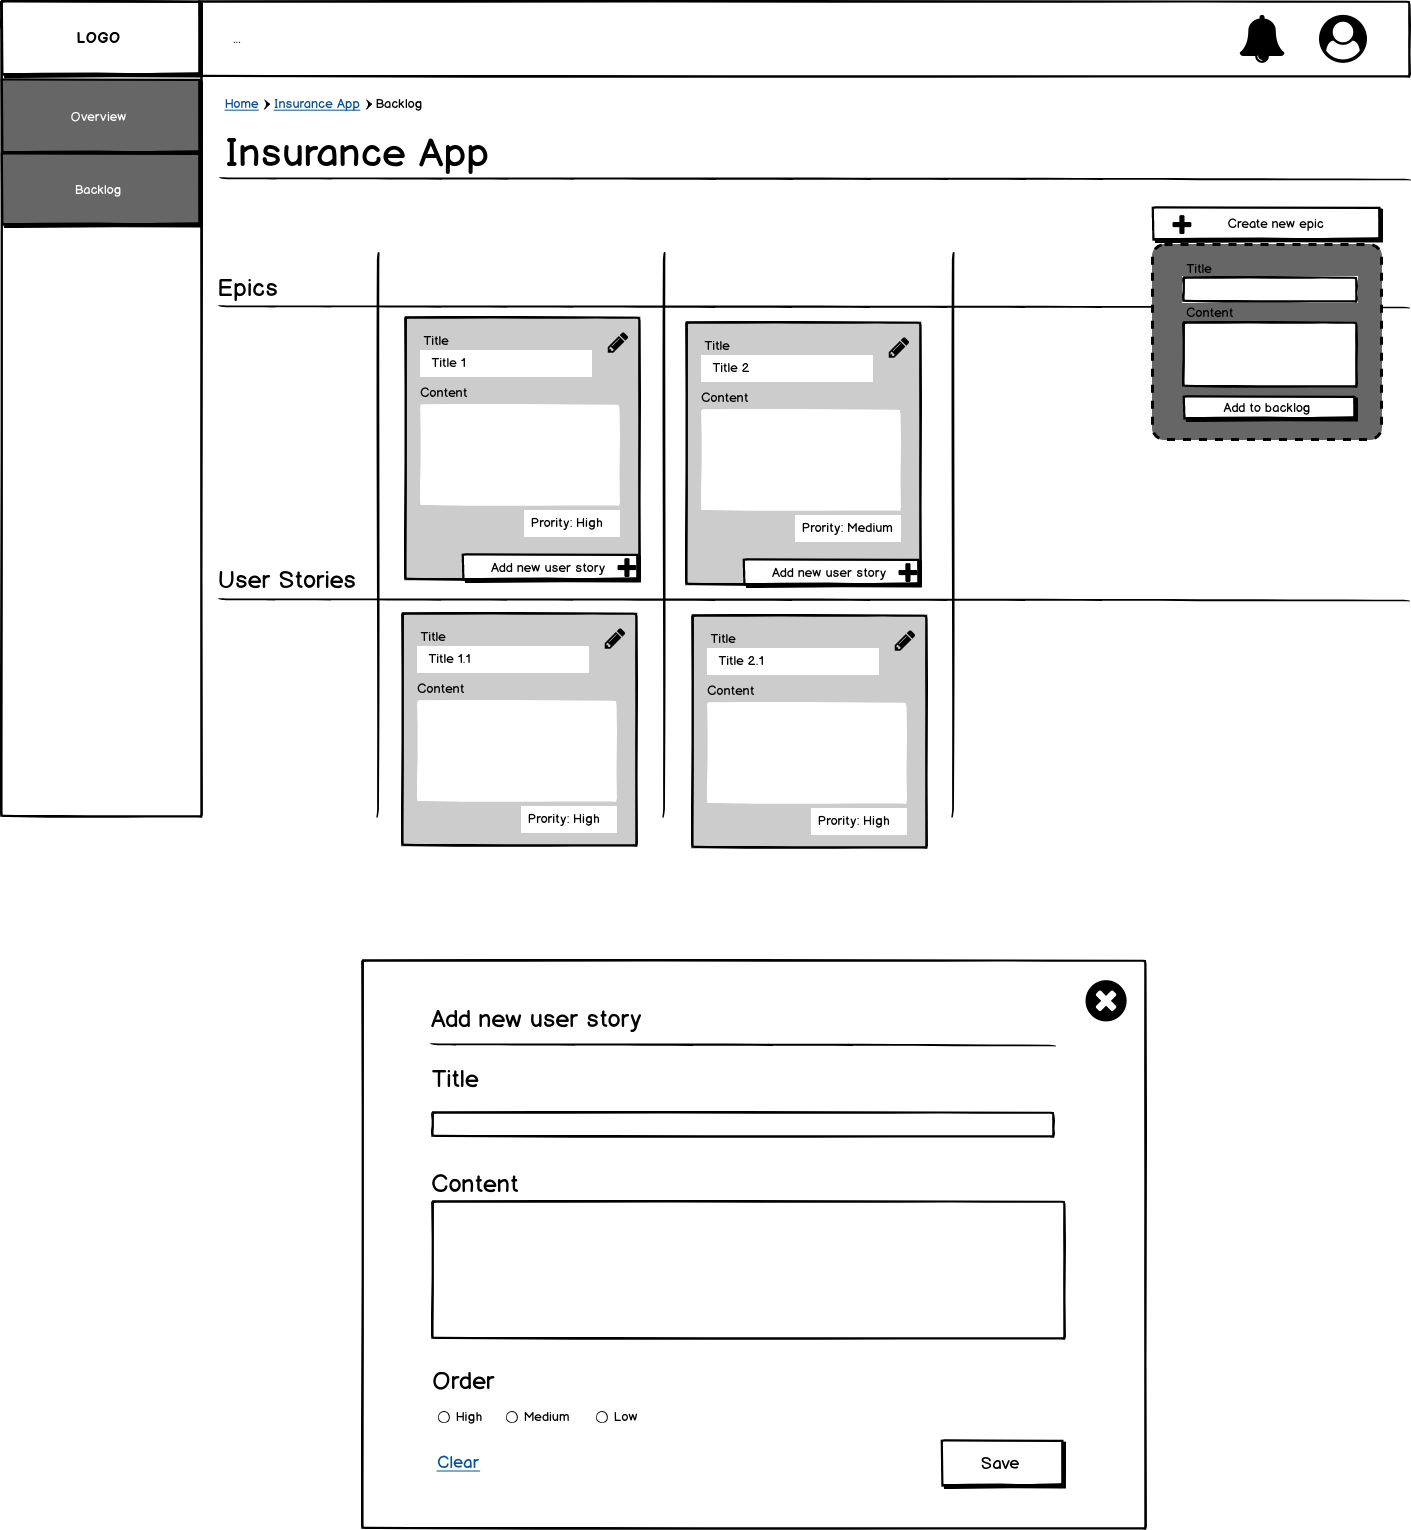 LOGO
...
Overview
Backlog
Home
Insurance App
Backlog
Insurance App
Create new epic
Title
Content
Add to backlog
Epics
Title
Title 1
Content
Prority: High
Add new user story
Title
Title 2
Content
Prority: Medium
Add new user story
User Stories
Title
Title 1.1
Content
Prority: High
Title
Title 2.1
Content
Prority: High
Add new user story
Title
Content
Order
High Medium Low
Clear
Save